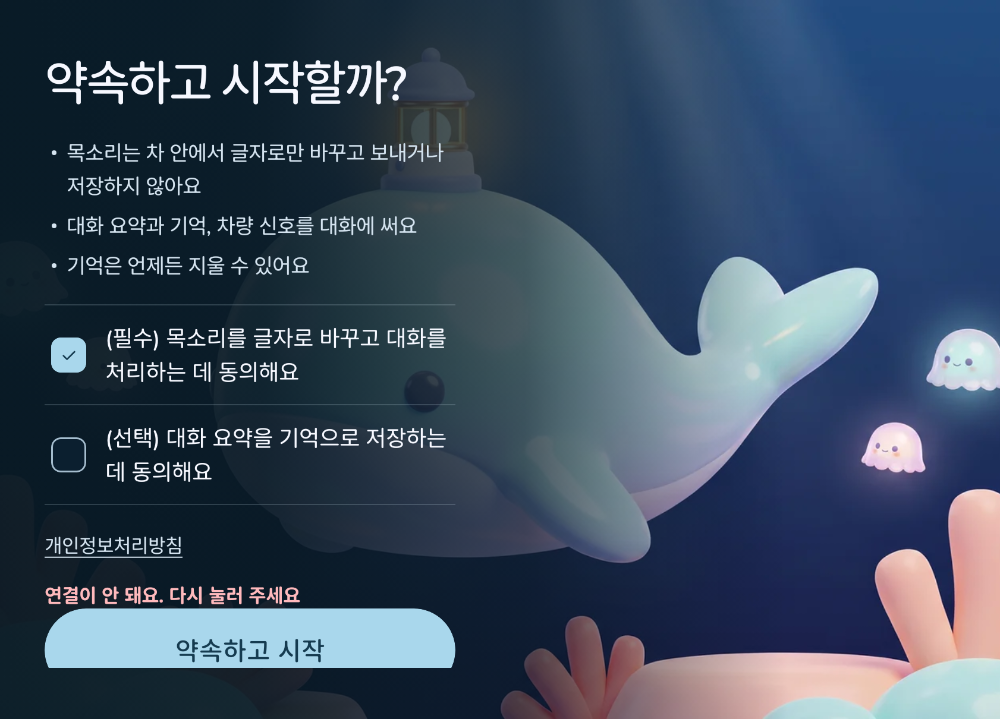 약속하고 시작할까?
• 목소리는 차 안에서 글자로만 바꾸고 보내거나
저장하지 않아요
• 대화 요약과 기억, 차량 신호를 대화에 써요
• 기억은 언제든 지울 수 있어요
(필수) 목소리를 글자로 바꾸고 대화를
처리하는 데 동의해요
(선택) 대화 요약을 기억으로 저장하는
데 동의해요
개인정보처리방침
연결이 안 돼요. 다시 눌러 주세요
약속하고 시작